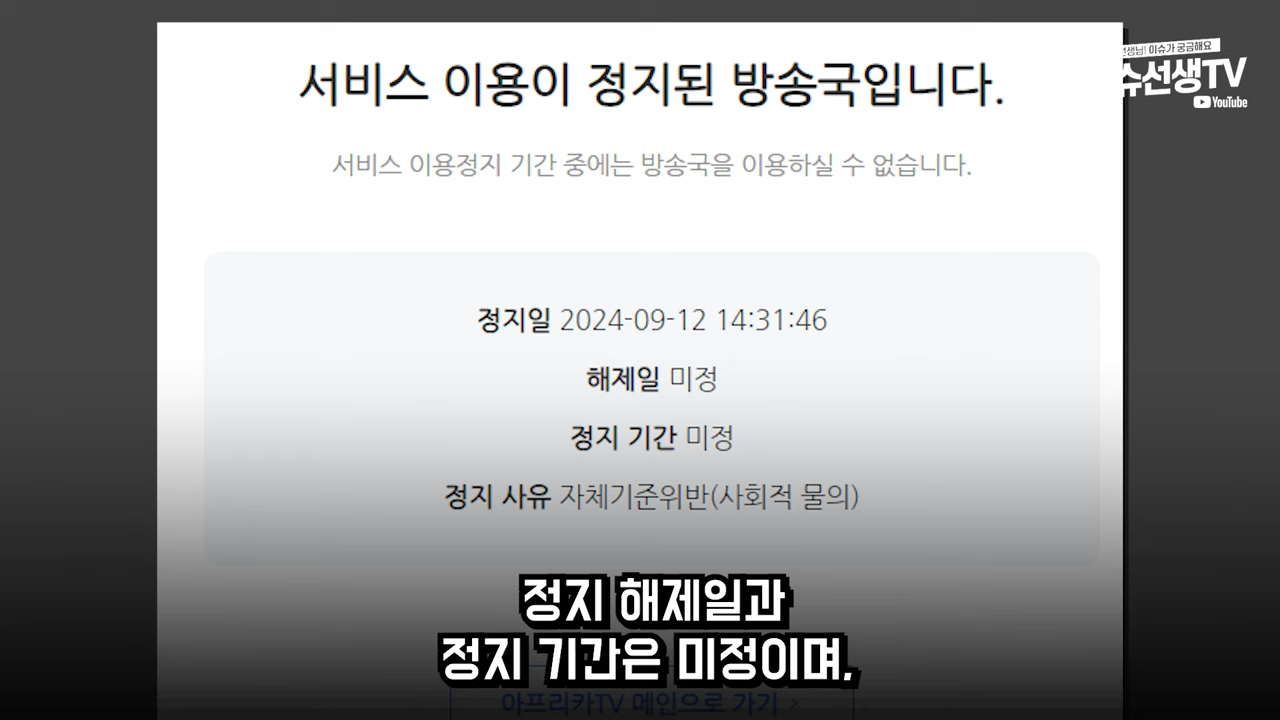 서비스 이용이 정지된 방송국입니다.
선생님! 이슈가 궁금해요
슈선생TV
YouTube
서비스 이용정지 기간 중에는 방송국을 이용하실 수 없습니다.
정지일 2024-09-12 14:31:46
해제일 미정
정지 기간 미정
정지 사유 자체기준위반(사회적 물의)
정지 해제일과
정지 기간은 미정이며,
아프리카TV 메인으로 가기 >